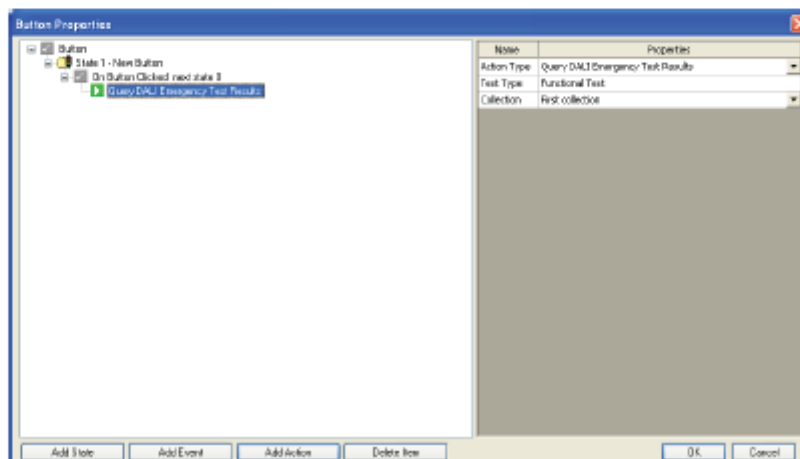 Button Properties
Button
State 1 - New Button
On Button Clicked next state 0
Query DALI Emergency Test Results
Name Properties
Action Type Query DALI Emergency Test Results
Test Type Functional Test
Collection First collection
Add State Add Event Add Action Delete Item OK Cancel